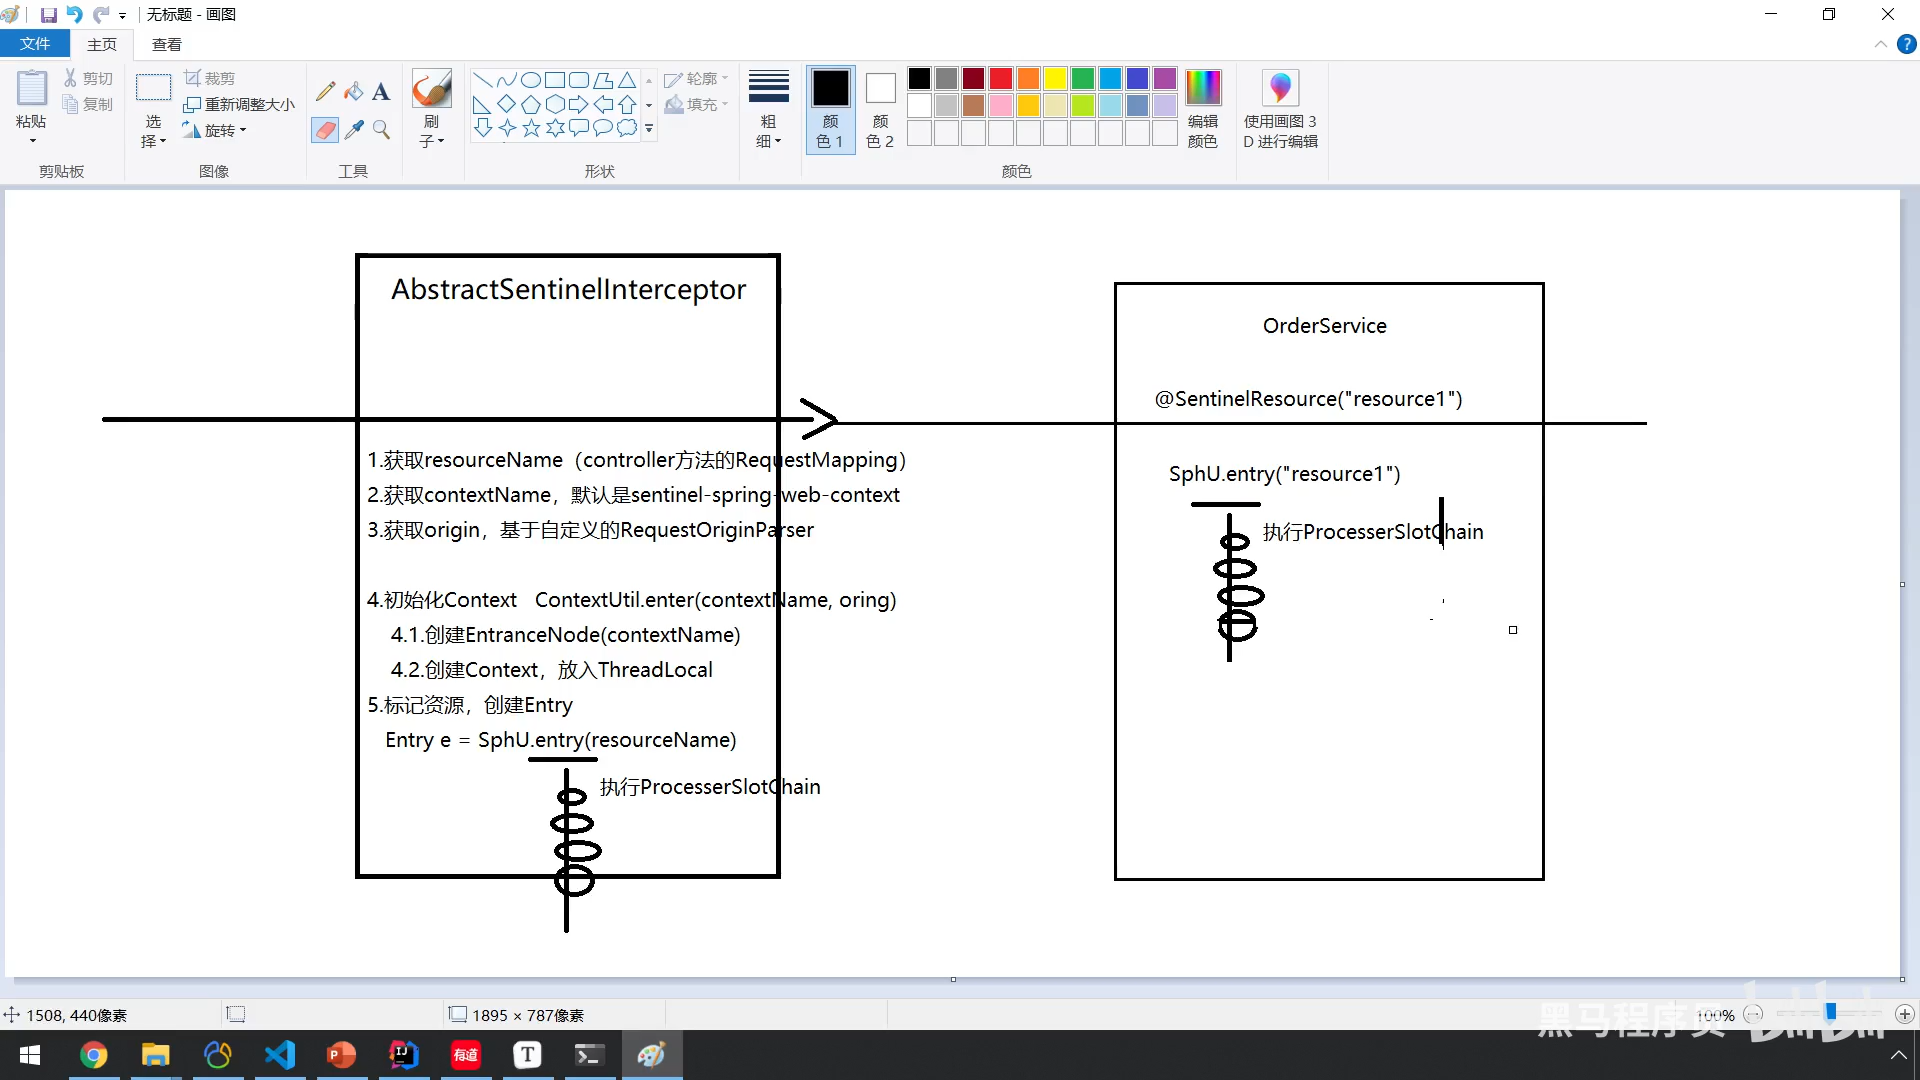 无标题 - 画图
文件 主页 查看
剪切
复制
粘贴
剪贴板
裁剪
重新调整大小
旋转
选
择
图像
A
工具
刷
子
轮廓
填充
形状
粗
细
颜
色 1
颜
色 2
编辑
颜色
颜色
使用画图 3
D 进行编辑
AbstractSentinelInterceptor
1.获取resourceName（controller方法的RequestMapping）
2.获取contextName，默认是sentinel-spring-web-context
3.获取origin，基于自定义的RequestOriginParser
4.初始化Context ContextUtil.enter(contextName, oring)
4.1.创建EntranceNode(contextName)
4.2.创建Context，放入ThreadLocal
5.标记资源，创建Entry
Entry e = SphU.entry(resourceName)
执行ProcesserSlotChain
OrderService
@SentinelResource("resource1")
SphU.entry("resource1")
执行ProcesserSlotChain
1508, 440像素
1895 × 787像素
100%
黑马程序员 bilibili
有道